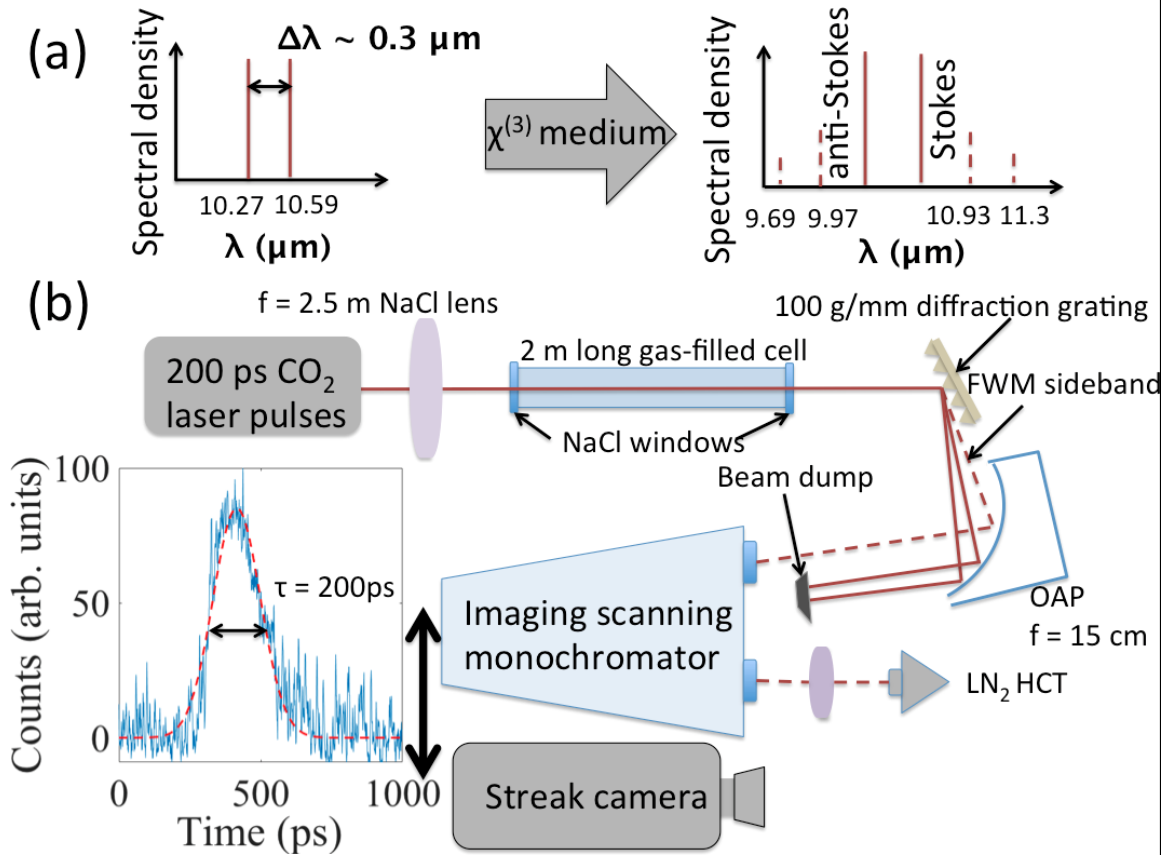 (a)
Δλ ~ 0.3 μm
Spectral density
10.27
10.59
λ (μm)
χ(3) medium
Spectral density
anti-Stokes
Stokes
9.69
9.97
10.93
11.3
λ (μm)
(b)
f = 2.5 m NaCl lens
100 g/mm diffraction grating
200 ps CO2
laser pulses
2 m long gas-filled cell
FWM sideband
NaCl windows
Beam dump
Counts (arb. units)
100
50
0
τ = 200ps
0
500
1000
Time (ps)
Imaging scanning
monochromator
OAP
f = 15 cm
LN2 HCT
Streak camera